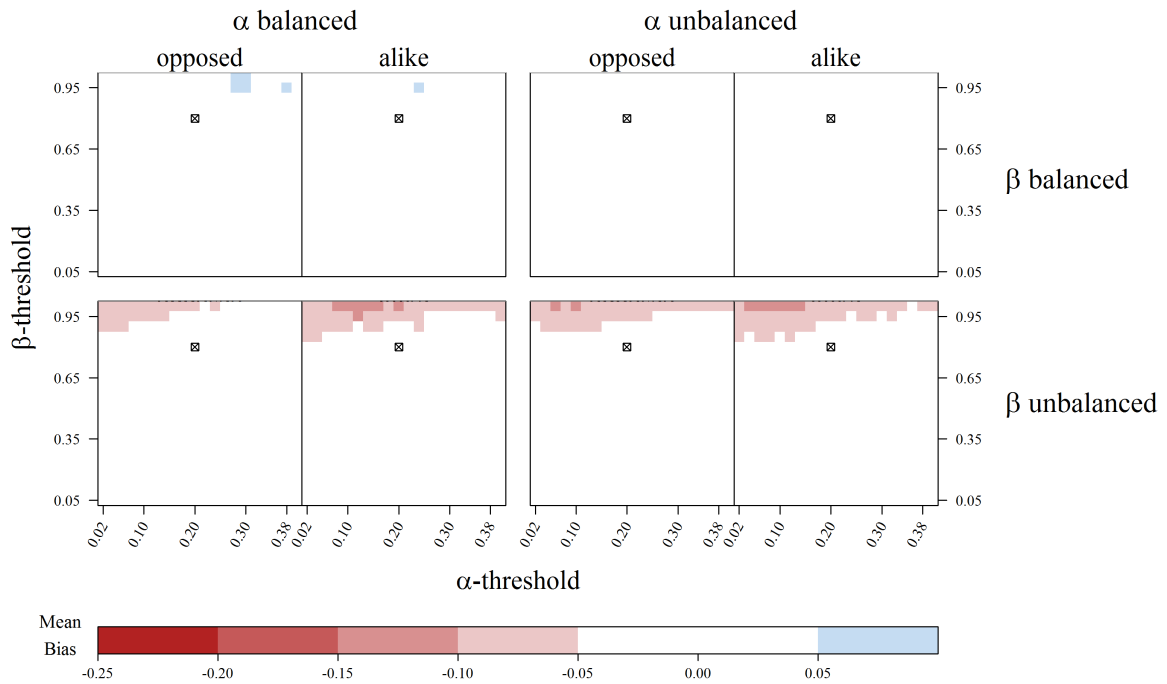 α balanced α unbalanced
opposed alike opposed alike
0.95 0.95
0.65 0.65
0.35 0.35
0.05 0.05
β balanced
β-threshold
0.95 0.95
0.65 0.65
0.35 0.35
0.05 0.05
β unbalanced
0.02 0.10 0.20 0.30 0.38 0.02 0.10 0.20 0.30 0.38 0.02 0.10 0.20 0.30 0.38 0.02 0.10 0.20 0.30 0.38
α-threshold
Mean
Bias
-0.25 -0.20 -0.15 -0.10 -0.05 0.00 0.05